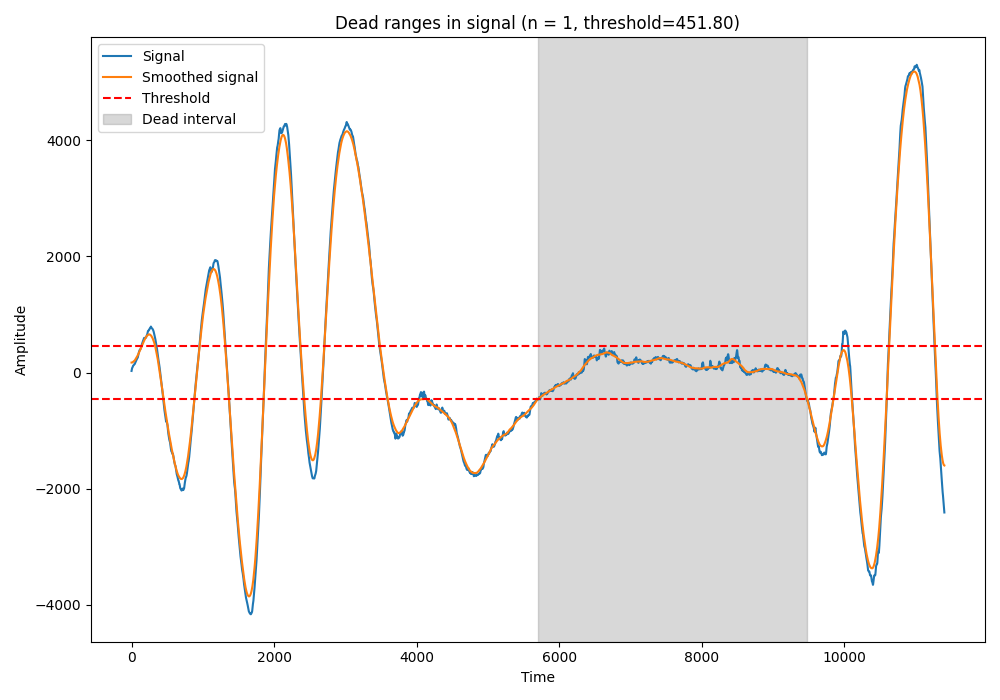 Dead ranges in signal (n = 1, threshold=451.80)
Signal
Smoothed signal
Threshold
Dead interval
Amplitude
4000
2000
0
−2000
−4000
0 2000 4000 6000 8000 10000
Time